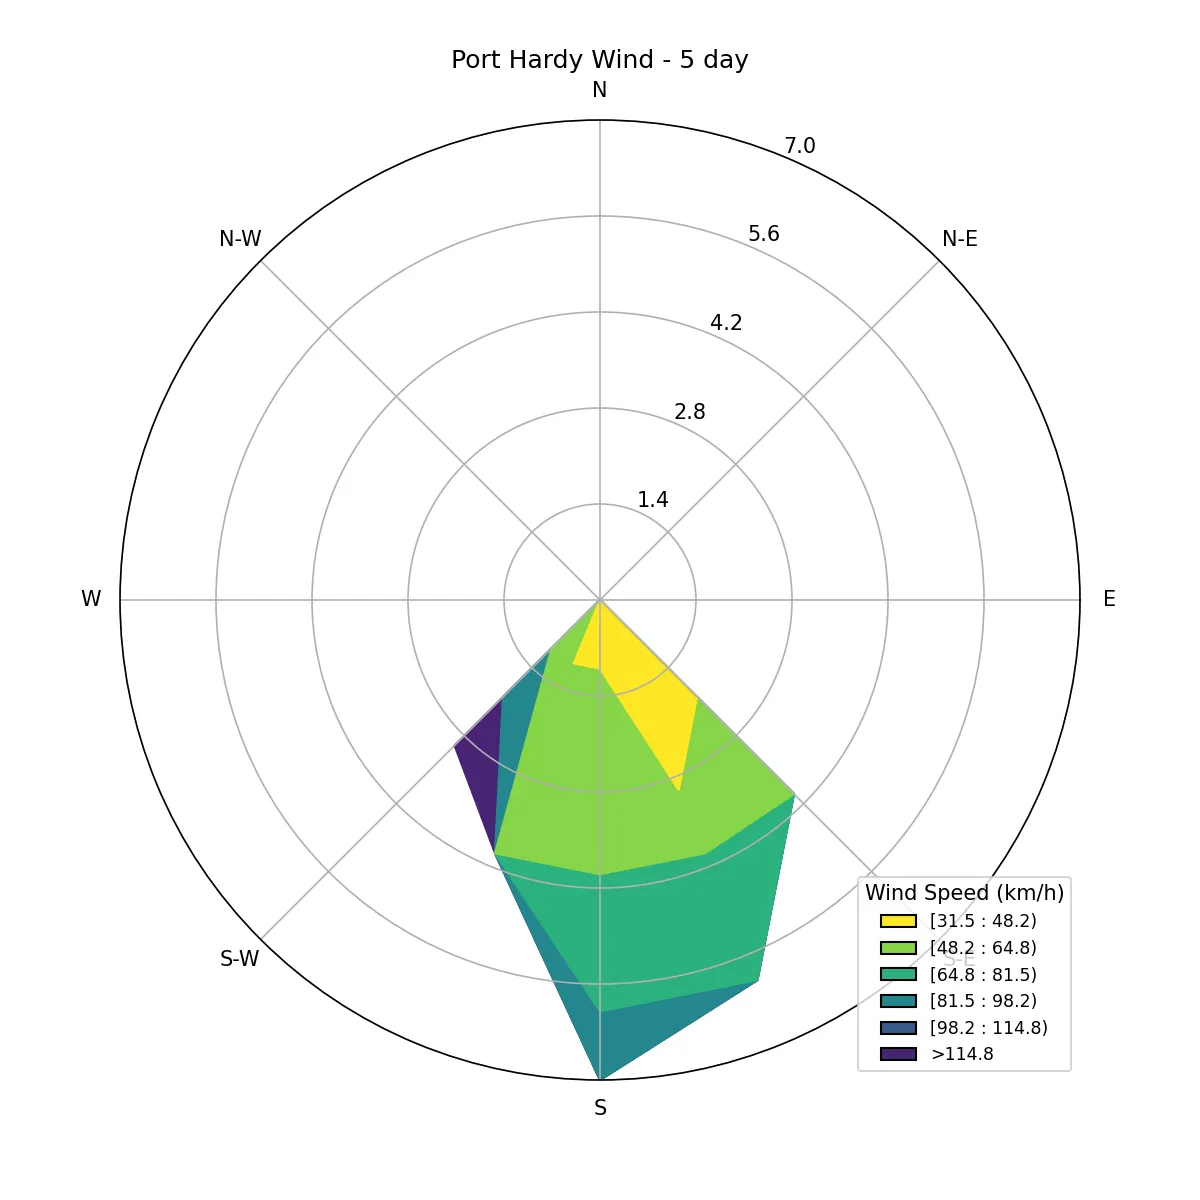 Port Hardy Wind - 5 day
N
7.0
N-W
5.6
N-E
4.2
2.8
1.4
W
E
S-W
S-E
S
Wind Speed (km/h)
[31.5 : 48.2)
[48.2 : 64.8)
[64.8 : 81.5)
[81.5 : 98.2)
[98.2 : 114.8)
>114.8